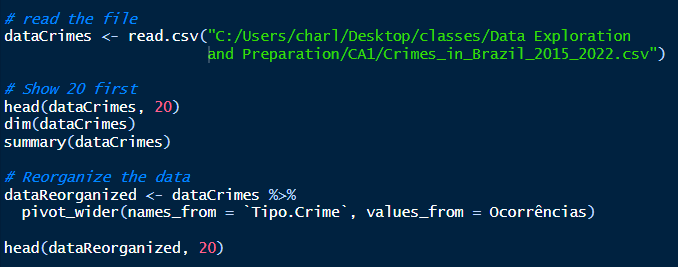 # read the file
dataCrimes <- read.csv("C:/Users/charl/Desktop/classes/Data Exploration
and Preparation/CA1/Crimes_in_Brazil_2015_2022.csv")
# Show 20 first
head(dataCrimes, 20)
dim(dataCrimes)
summary(dataCrimes)
# Reorganize the data
dataReorganized <- dataCrimes %>%
pivot_wider(names_from = `Tipo.Crime`, values_from = Ocorrências)
head(dataReorganized, 20)